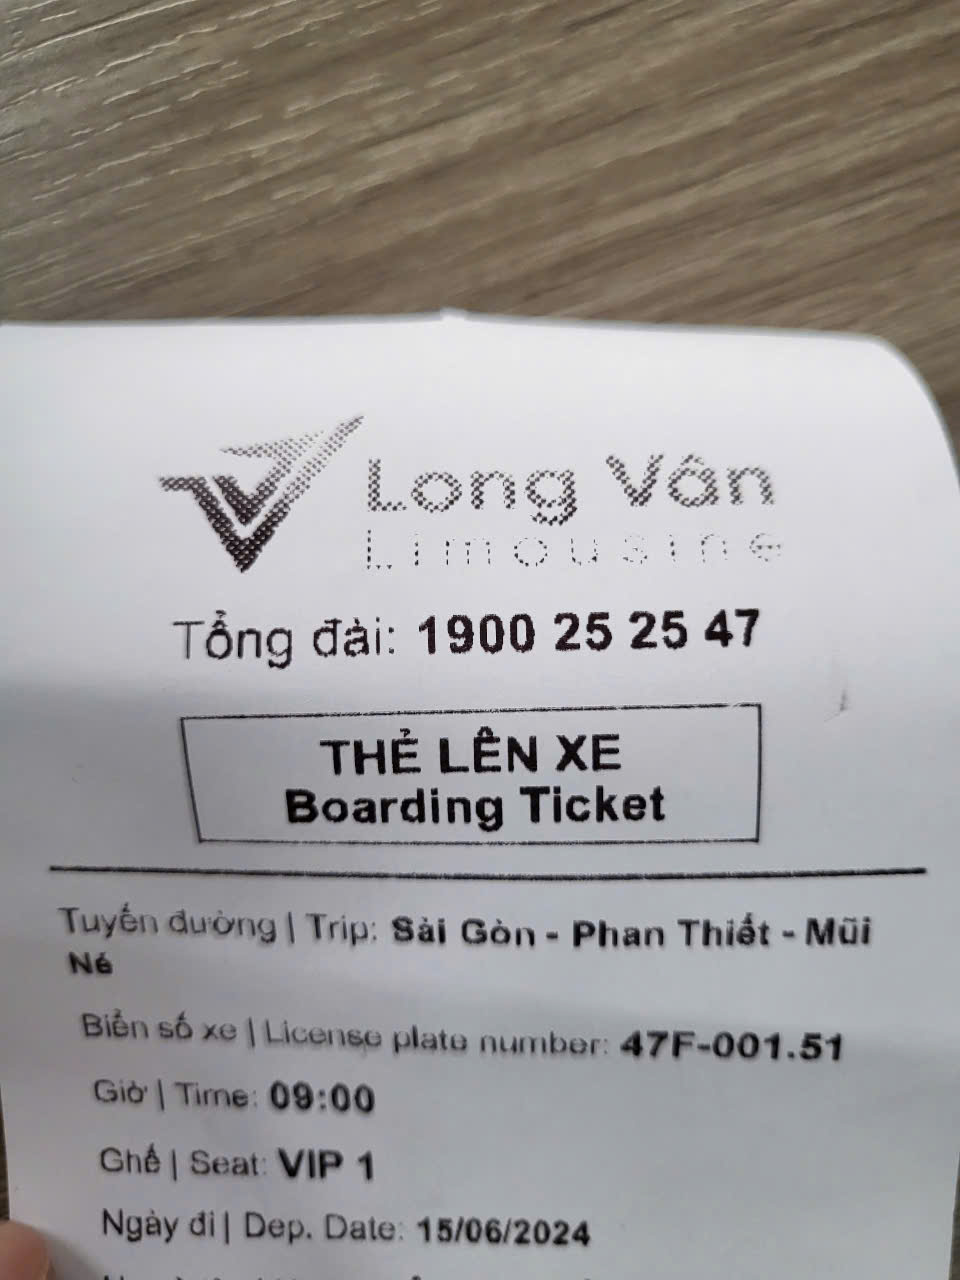 Long Vân
Limousine
Tổng đài: 1900 25 25 47
THẺ LÊN XE
Boarding Ticket
Tuyến đường | Trip: Sài Gòn - Phan Thiết - Mũi
Né
Biển số xe | License plate number: 47F-001.51
Giờ | Time: 09:00
Ghế | Seat: VIP 1
Ngày đi | Dep. Date: 15/06/2024